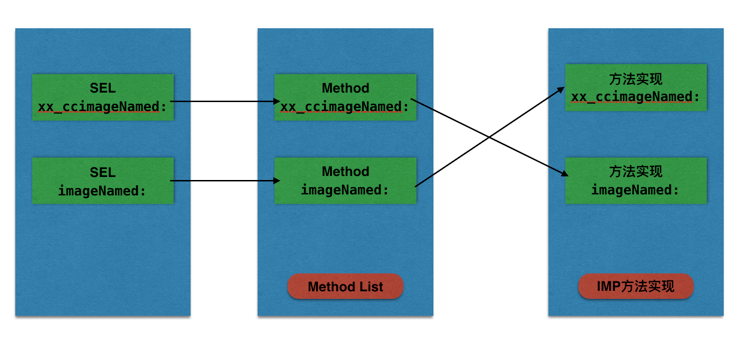 SEL
xx_ccimageNamed:
SEL
imageNamed:
Method
xx_ccimageNamed:
Method
imageNamed:
Method List
方法实现
xx_ccimageNamed:
方法实现
imageNamed:
IMP方法实现